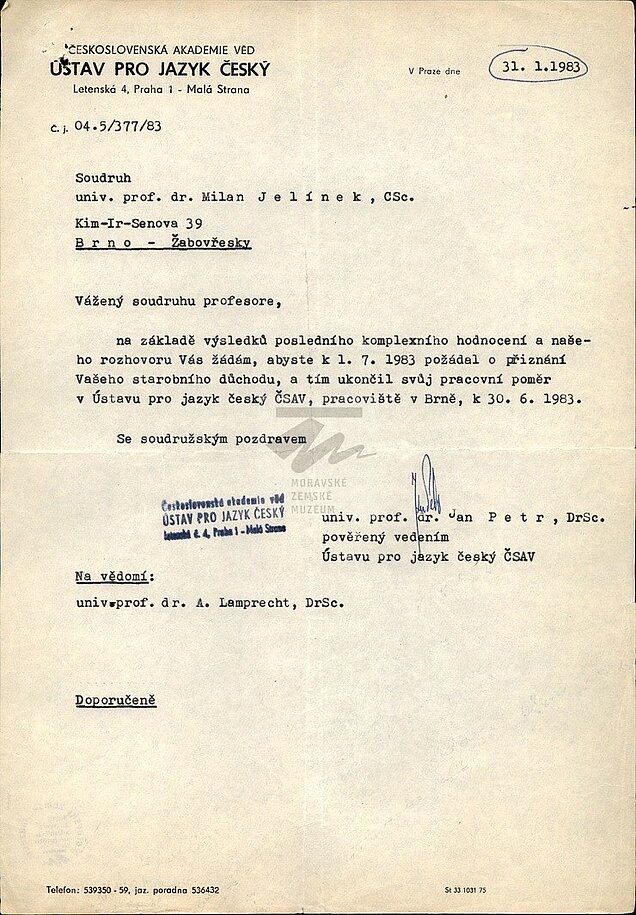 ČESKOSLOVENSKÁ AKADEMIE VĚD
ÚSTAV PRO JAZYK ČESKÝ
Letenská 4, Praha 1 - Malá Strana
V Praze dne 31. 1.1983
Č. j. 04.5/377/83
Soudruh
univ. prof. dr. Milan J e l í n e k , CSc.
Kim-Ir-Senova 39
B r n o - Žabovřesky
Vážený soudruhu profesore,
na základě výsledků posledního komplexního hodnocení a naše-
ho rozhovoru Vás žádám, abyste k 1. 7. 1983 požádal o přiznání
Vašeho starobního důchodu, a tím ukončil svůj pracovní poměr
v Ústavu pro jazyk český ČSAV, pracoviště v Brně, k 30. 6. 1983.
Se soudružským pozdravem
MORAVSKÉ
ZEMSKÉ
MUZEUM
Československá akademie věd
ÚSTAV PRO JAZYK ČESKÝ
Letenská č. 4, Praha 1 - Malá Strana
univ. prof. dr. Jan P e t r , DrSc.
pověřený vedením
Ústavu pro jazyk český ČSAV
Na vědomí:
univ.prof. dr. A. Lamprecht, DrSc.
Doporučeně
Telefon: 539350 - 59, jaz. poradna 536432
St 33 1031 75